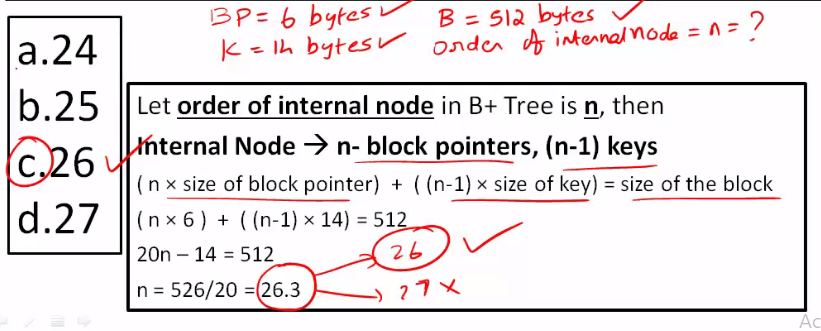 BP = 6 bytes ✓ B = 512 bytes ✓
K = 14 bytes ✓ order of internal node = n = ?
a.24
b.25
c.26 ✓
d.27
Let order of internal node in B+ Tree is n, then
Internal Node → n- block pointers, (n-1) keys
( n × size of block pointer) + ( (n-1) × size of key) = size of the block
( n × 6 ) + ( (n-1) × 14) = 512
20n – 14 = 512
n = 526/20 = 26.3
26 ✓
27 ×
Ac